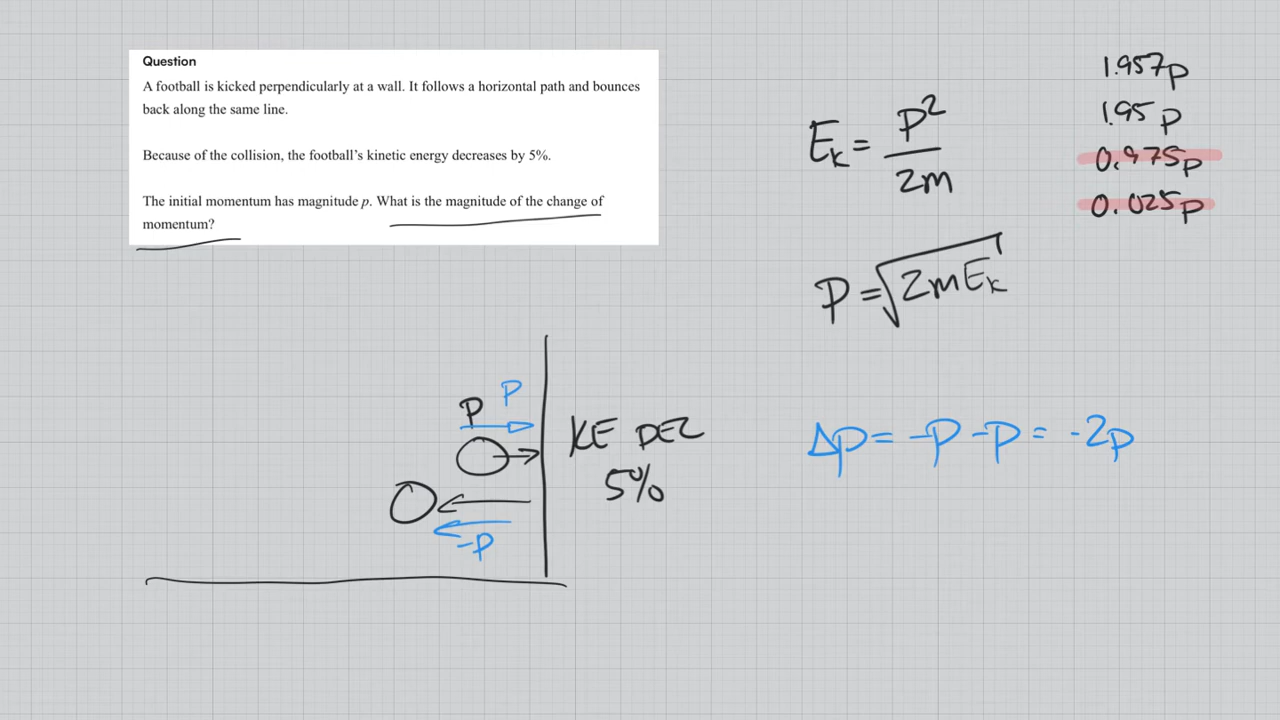 Question
A football is kicked perpendicularly at a wall. It follows a horizontal path and bounces
back along the same line.
Because of the collision, the football’s kinetic energy decreases by 5%.
The initial momentum has magnitude p. What is the magnitude of the change of
momentum?
1.957p
1.95p
0.975p
0.025p
Eₖ = P²/2m
P = √2mEₖ
P P
KE DEC
5%
-P
Δp = -P - P = -2p